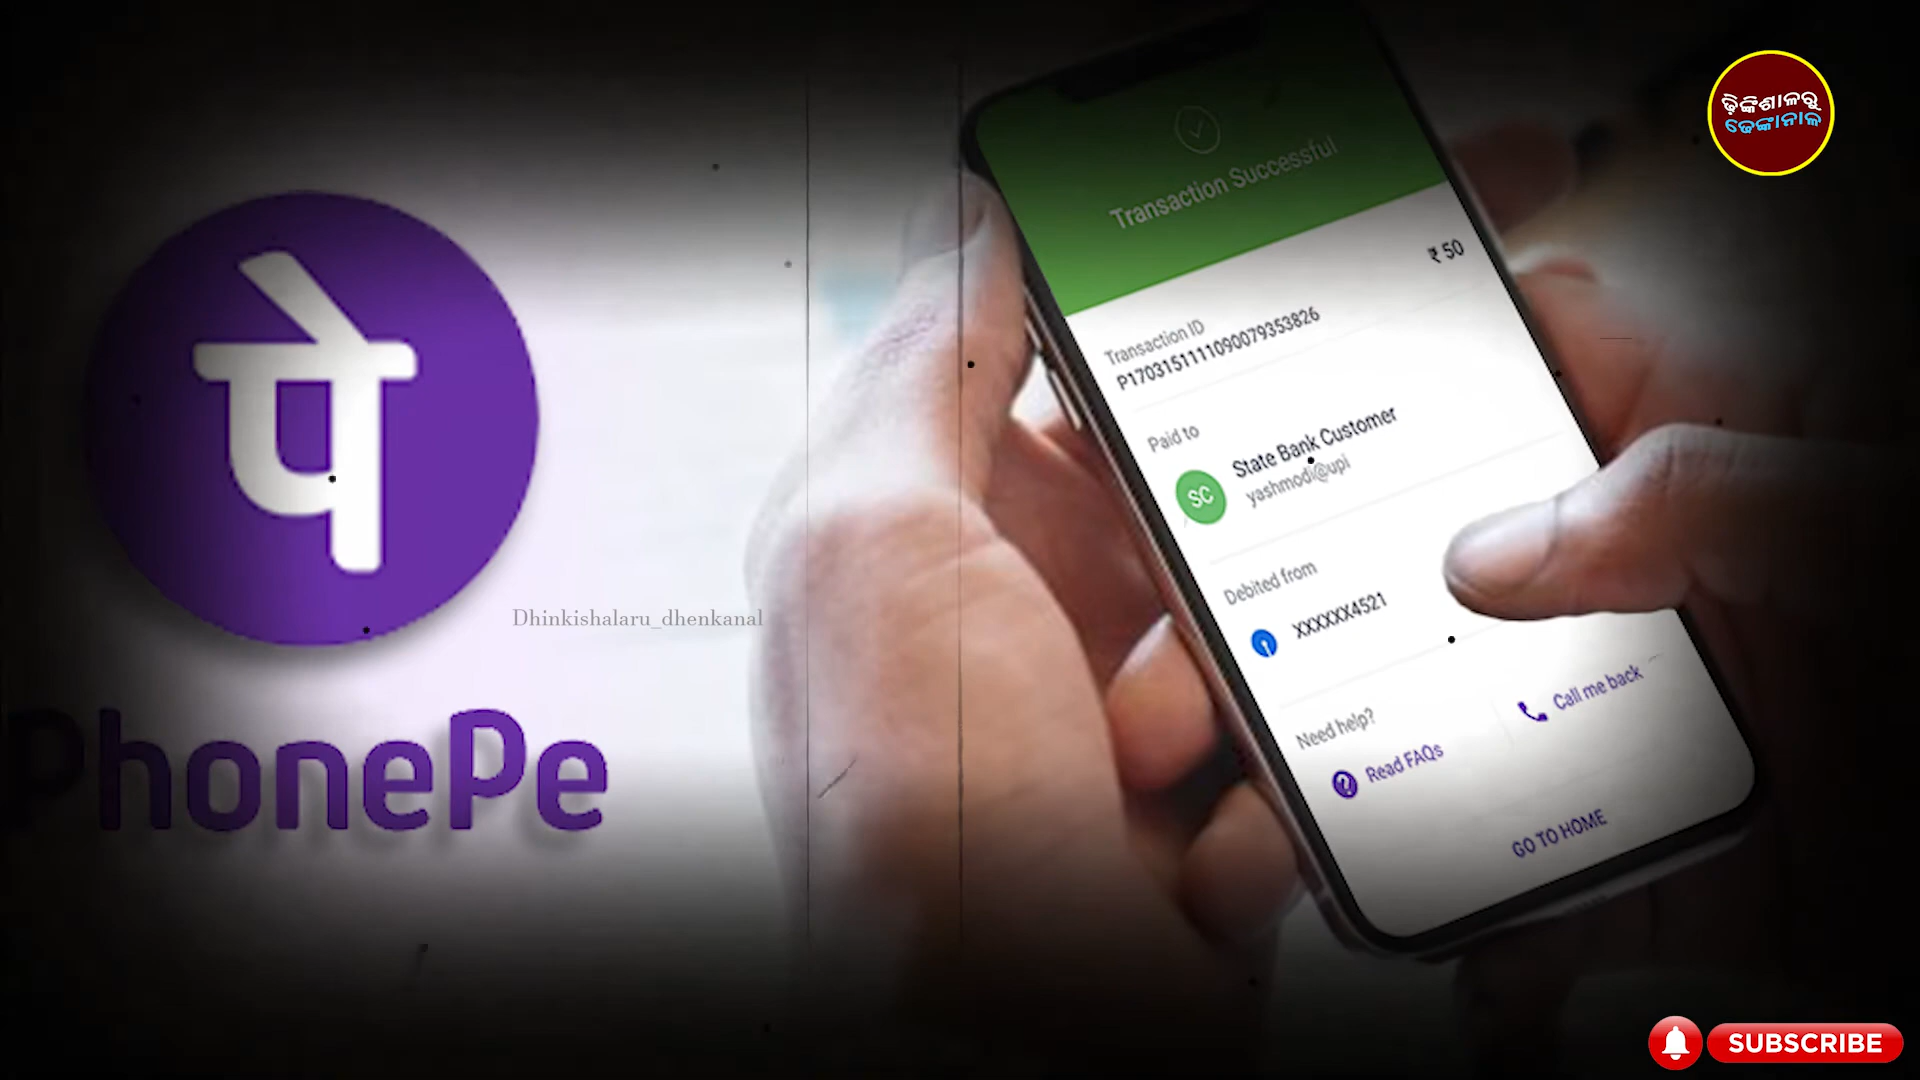 ଢ଼ିଙ୍କିଶାଳରୁ
ଢେଙ୍କାନାଳ
पे
PhonePe
Dhinkishalaru_dhenkanal
Transaction Successful
₹ 50
Transaction ID
P1703151111090079353826
Paid to
SC
State Bank Customer
yashmodi@upi
Debited from
XXXXXX4521
Need help?
Read FAQs
Call me back
GO TO HOME
SUBSCRIBE